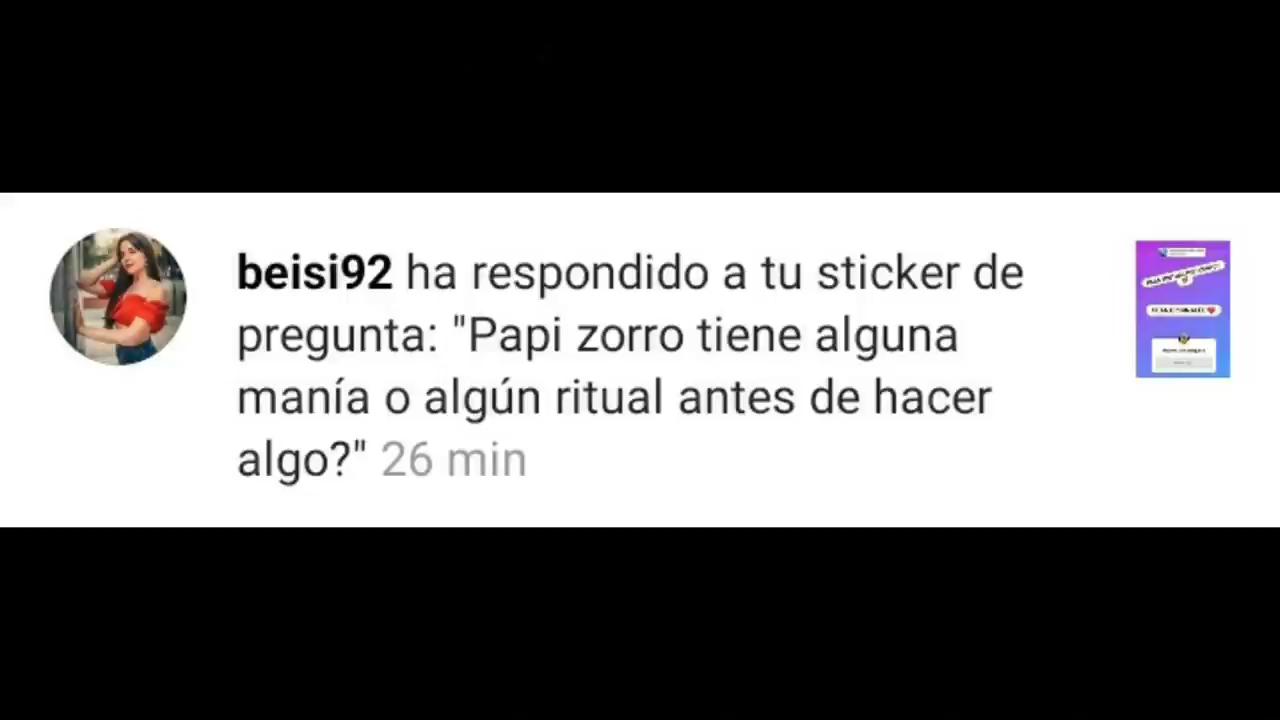 beisi92 ha respondido a tu sticker de
pregunta: "Papi zorro tiene alguna
manía o algún ritual antes de hacer
algo?" 26 min